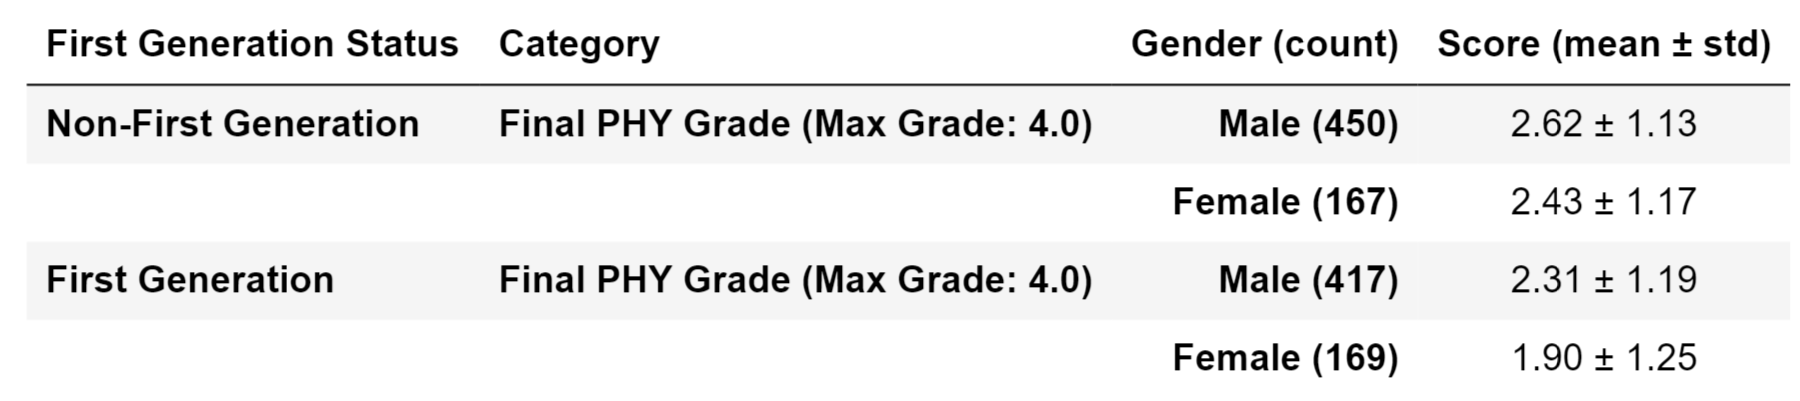 First Generation Status Category Gender (count) Score (mean ± std)
Non-First Generation Final PHY Grade (Max Grade: 4.0) Male (450) 2.62 ± 1.13
Female (167) 2.43 ± 1.17
First Generation Final PHY Grade (Max Grade: 4.0) Male (417) 2.31 ± 1.19
Female (169) 1.90 ± 1.25